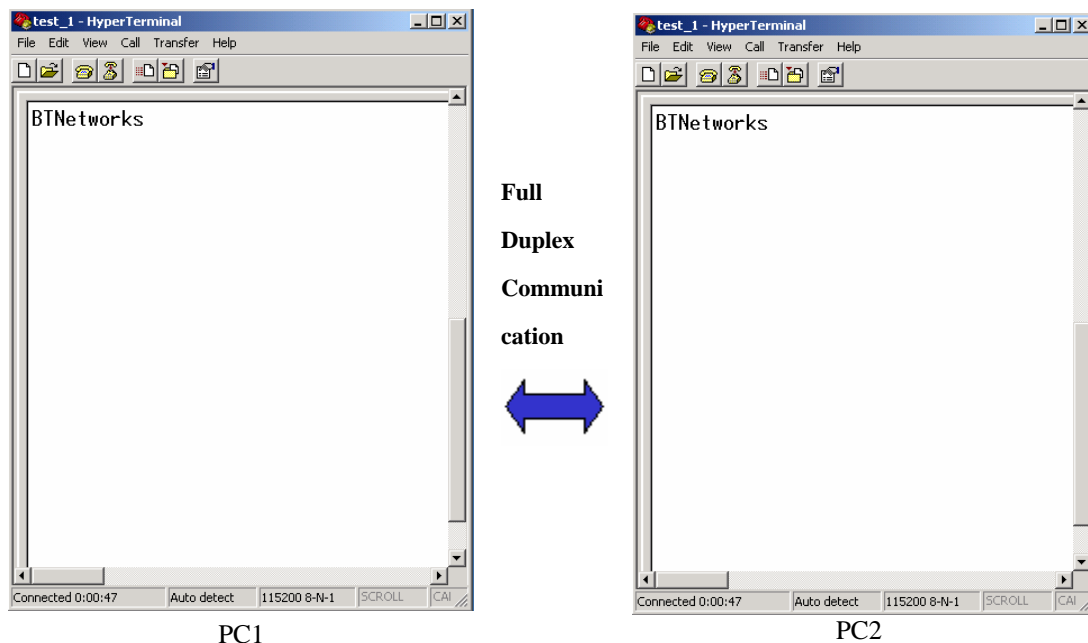 test_1 - HyperTerminal
File Edit View Call Transfer Help
BTNetworks
Connected 0:00:47 Auto detect 115200 8-N-1 SCROLL CAI
PC1
Full
Duplex
Communi
cation
test_1 - HyperTerminal
File Edit View Call Transfer Help
BTNetworks
Connected 0:00:47 Auto detect 115200 8-N-1 SCROLL CAI
PC2